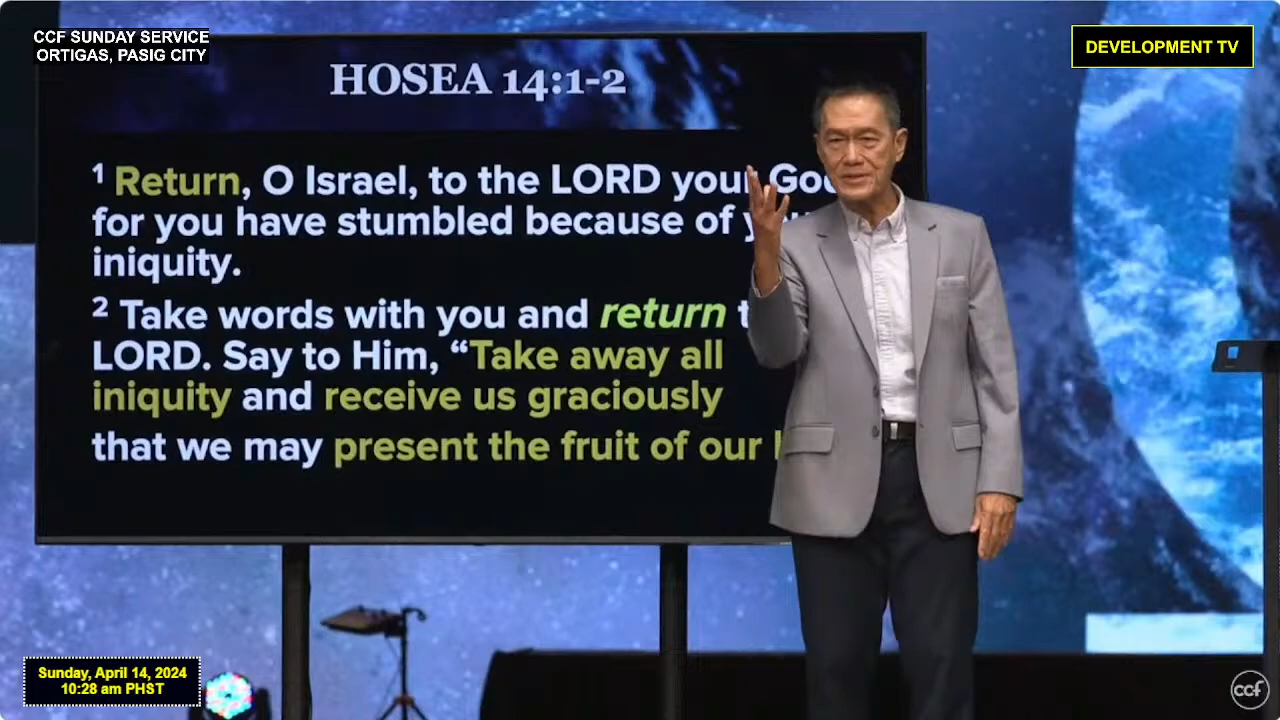 CCF SUNDAY SERVICE
ORTIGAS, PASIG CITY
DEVELOPMENT TV
HOSEA 14:1-2
1 Return, O Israel, to the LORD your God
for you have stumbled because of your
iniquity.
2 Take words with you and return
LORD. Say to Him, “Take away all
iniquity and receive us graciously
that we may present the fruit of our
Sunday, April 14, 2024
10:28 am PHST
ccf